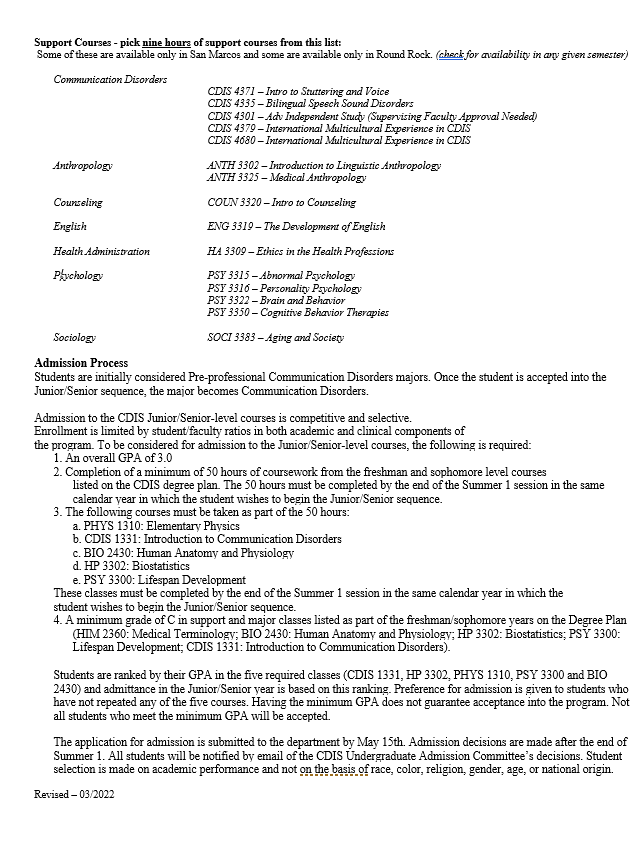 Support Courses - pick nine hours of support courses from this list:
Some of these are available only in San Marcos and some are available only in Round Rock. (check for availability in any given semester)
Communication Disorders
CDIS 4371 – Intro to Stuttering and Voice
CDIS 4335 – Bilingual Speech Sound Disorders
CDIS 4301 – Adv Independent Study (Supervising Faculty Approval Needed)
CDIS 4379 – International Multicultural Experience in CDIS
CDIS 4680 – International Multicultural Experience in CDIS
Anthropology ANTH 3302 – Introduction to Linguistic Anthropology
ANTH 3325 – Medical Anthropology
Counseling COUN 3320 – Intro to Counseling
English ENG 3319 – The Development of English
Health Administration HA 3309 – Ethics in the Health Professions
Psychology PSY 3315 – Abnormal Psychology
PSY 3316 – Personality Psychology
PSY 3322 – Brain and Behavior
PSY 3350 – Cognitive Behavior Therapies
Sociology SOCI 3383 – Aging and Society
Admission Process
Students are initially considered Pre-professional Communication Disorders majors. Once the student is accepted into the
Junior/Senior sequence, the major becomes Communication Disorders.
Admission to the CDIS Junior/Senior-level courses is competitive and selective.
Enrollment is limited by student/faculty ratios in both academic and clinical components of
the program. To be considered for admission to the Junior/Senior-level courses, the following is required:
1. An overall GPA of 3.0
2. Completion of a minimum of 50 hours of coursework from the freshman and sophomore level courses
listed on the CDIS degree plan. The 50 hours must be completed by the end of the Summer 1 session in the same
calendar year in which the student wishes to begin the Junior/Senior sequence.
3. The following courses must be taken as part of the 50 hours:
a. PHYS 1310: Elementary Physics
b. CDIS 1331: Introduction to Communication Disorders
c. BIO 2430: Human Anatomy and Physiology
d. HP 3302: Biostatistics
e. PSY 3300: Lifespan Development
These classes must be completed by the end of the Summer 1 session in the same calendar year in which the
student wishes to begin the Junior/Senior sequence.
4. A minimum grade of C in support and major classes listed as part of the freshman/sophomore years on the Degree Plan
(HIM 2360: Medical Terminology; BIO 2430: Human Anatomy and Physiology; HP 3302: Biostatistics; PSY 3300:
Lifespan Development; CDIS 1331: Introduction to Communication Disorders).
Students are ranked by their GPA in the five required classes (CDIS 1331, HP 3302, PHYS 1310, PSY 3300 and BIO
2430) and admittance in the Junior/Senior year is based on this ranking. Preference for admission is given to students who
have not repeated any of the five courses. Having the minimum GPA does not guarantee acceptance into the program. Not
all students who meet the minimum GPA will be accepted.
The application for admission is submitted to the department by May 15th. Admission decisions are made after the end of
Summer 1. All students will be notified by email of the CDIS Undergraduate Admission Committee's decisions. Student
selection is made on academic performance and not on the basis of race, color, religion, gender, age, or national origin.
Revised – 03/2022